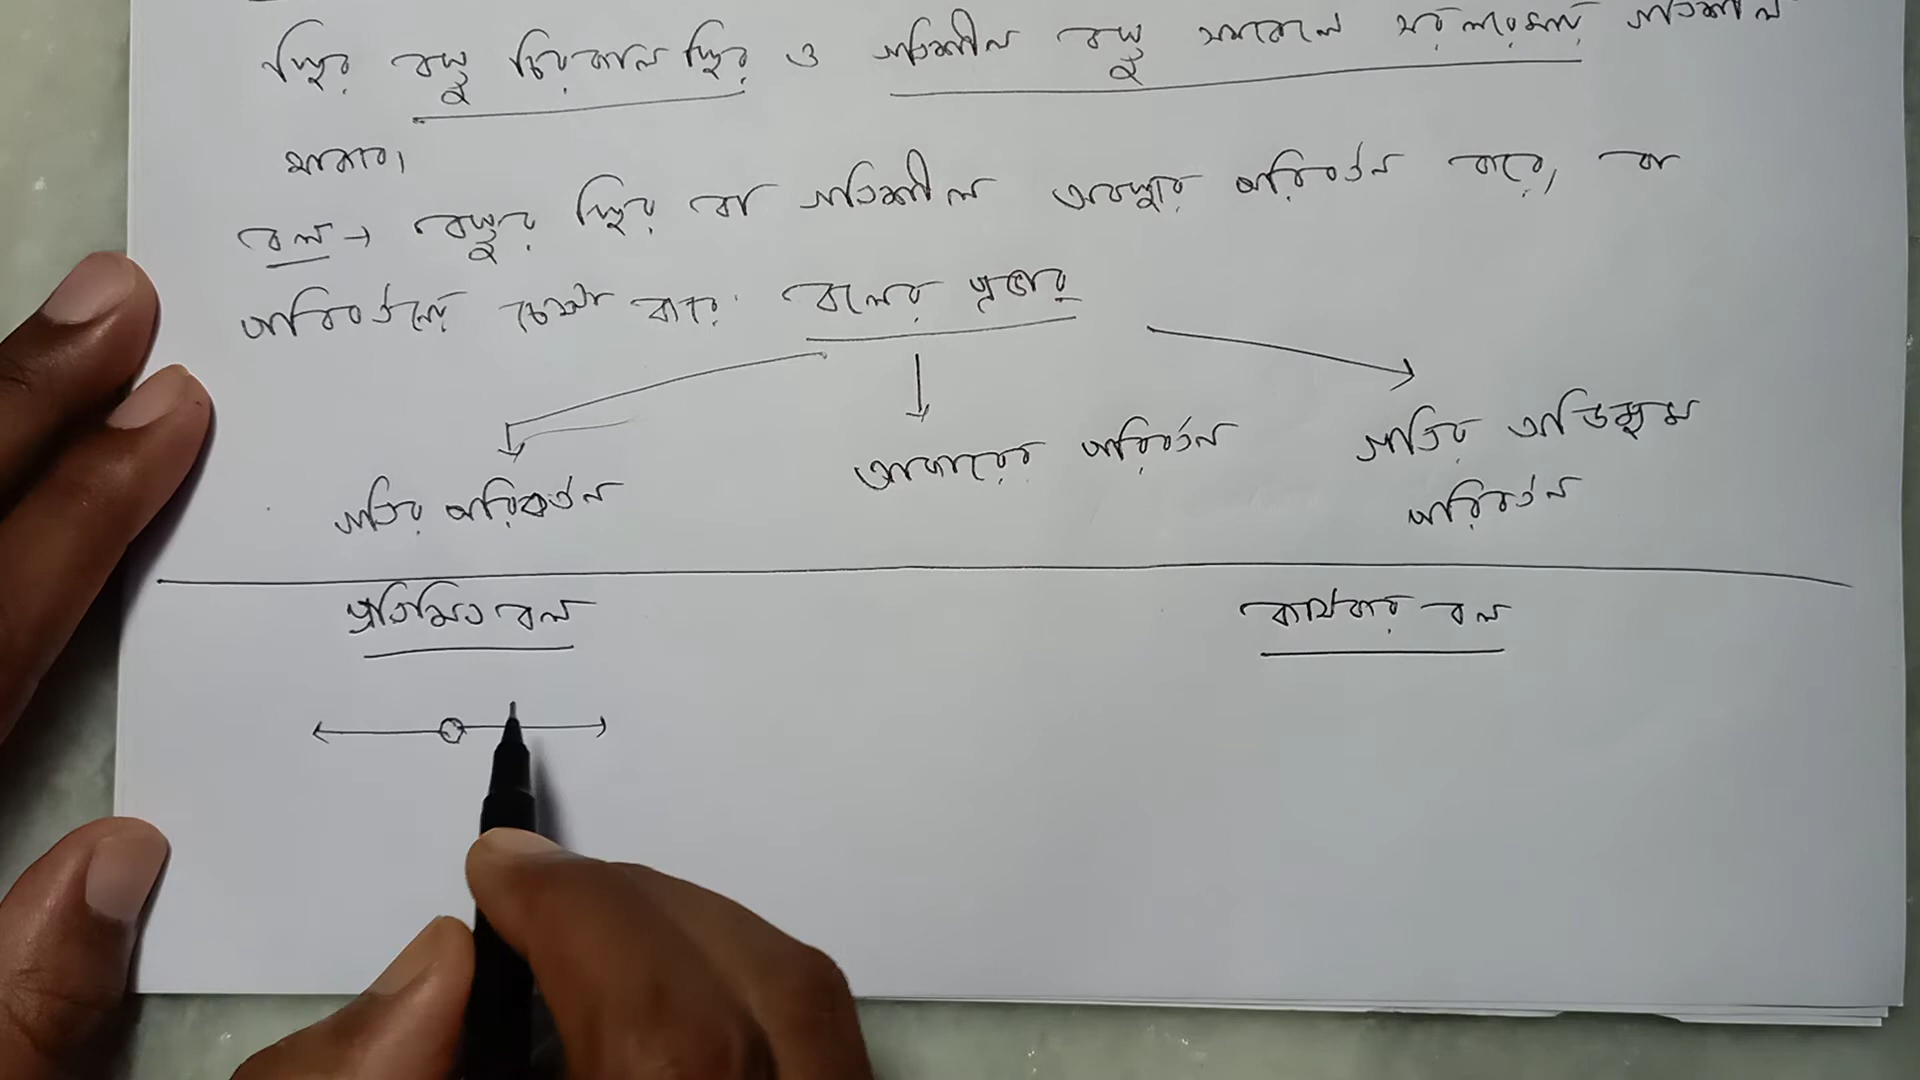 স্থির বস্তু চিরকাল স্থির ও গতিশীল বস্তু সমবেগে সরলরেখায় গতিশীল
থাকবে।
বল → বস্তুর স্থির বা গতিশীল অবস্থার পরিবর্তন করে, বা
পরিবর্তনের চেষ্টা করে। বলের প্রভাব
গতির পরিবর্তন
আকারের পরিবর্তন
গতির অভিমুখ
পরিবর্তন
প্রতিমিত বল
কার্যকর বল